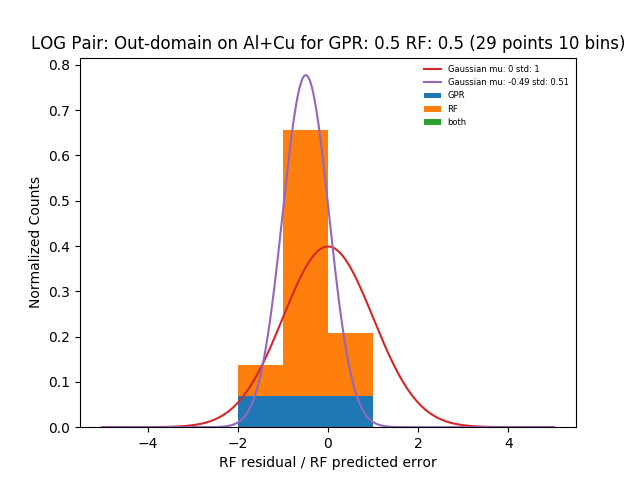 LOG Pair: Out-domain on Al+Cu for GPR: 0.5 RF: 0.5 (29 points 10 bins)
Gaussian mu: 0 std: 1
Gaussian mu: -0.49 std: 0.51
GPR
RF
both
Normalized Counts
0.8
0.7
0.6
0.5
0.4
0.3
0.2
0.1
0.0
−4
−2
0
2
4
RF residual / RF predicted error